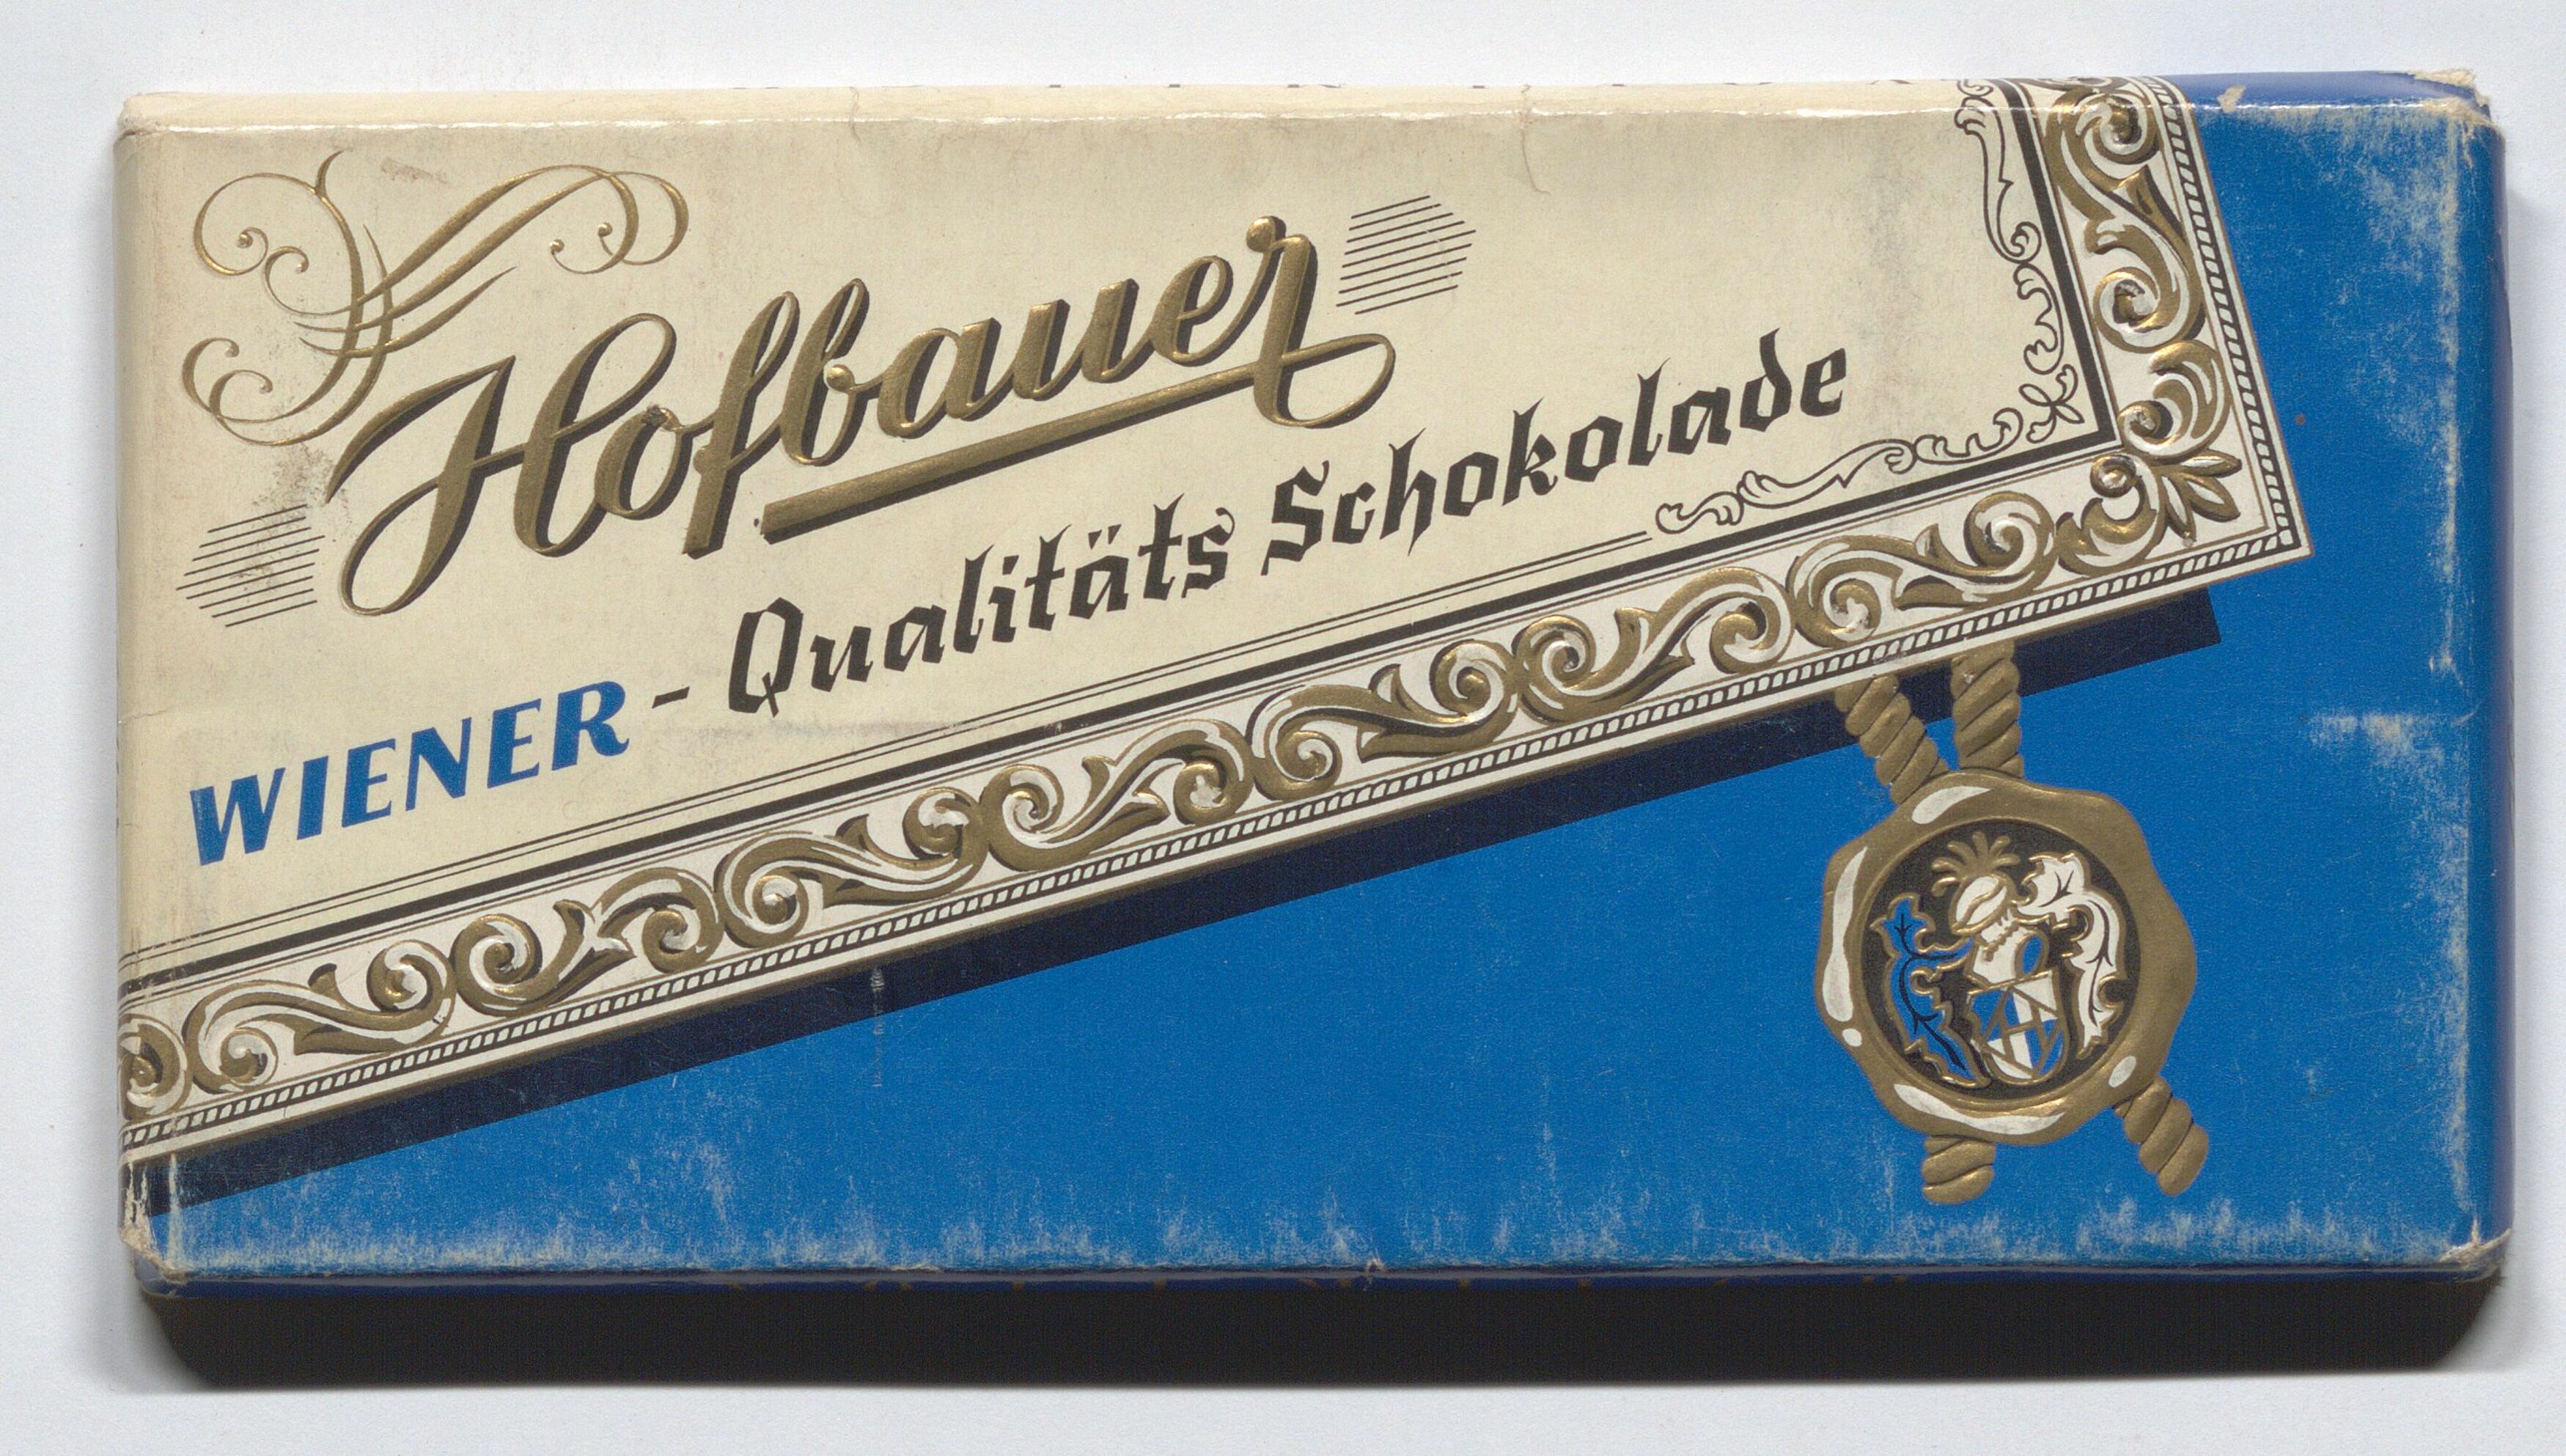 Hofbauer
WIENER - Qualitäts Schokolade